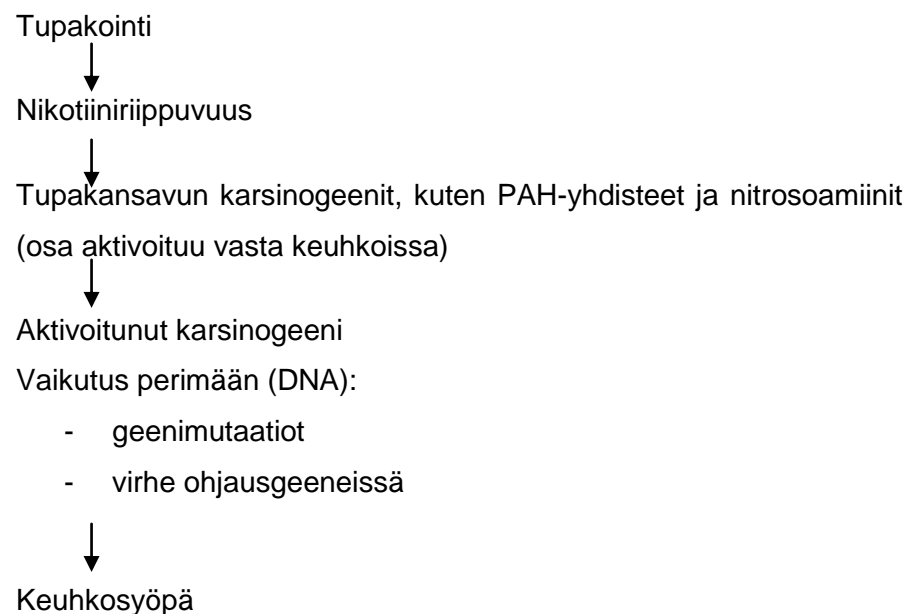 Tupakointi
Nikotiiniriippuvuus
Tupakansavun karsinogeenit, kuten PAH-yhdisteet ja nitrosoamiinit
(osa aktivoituu vasta keuhkoissa)
Aktivoitunut karsinogeeni
Vaikutus perimään (DNA):
- geenimutaatiot
- virhe ohjausgeeneissä
Keuhkosyöpä